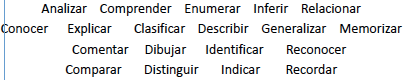 Analizar Comprender Enumerar Inferir Relacionar
Conocer Explicar Clasificar Describir Generalizar Memorizar
Comentar Dibujar Identificar Reconocer
Comparar Distinguir Indicar Recordar